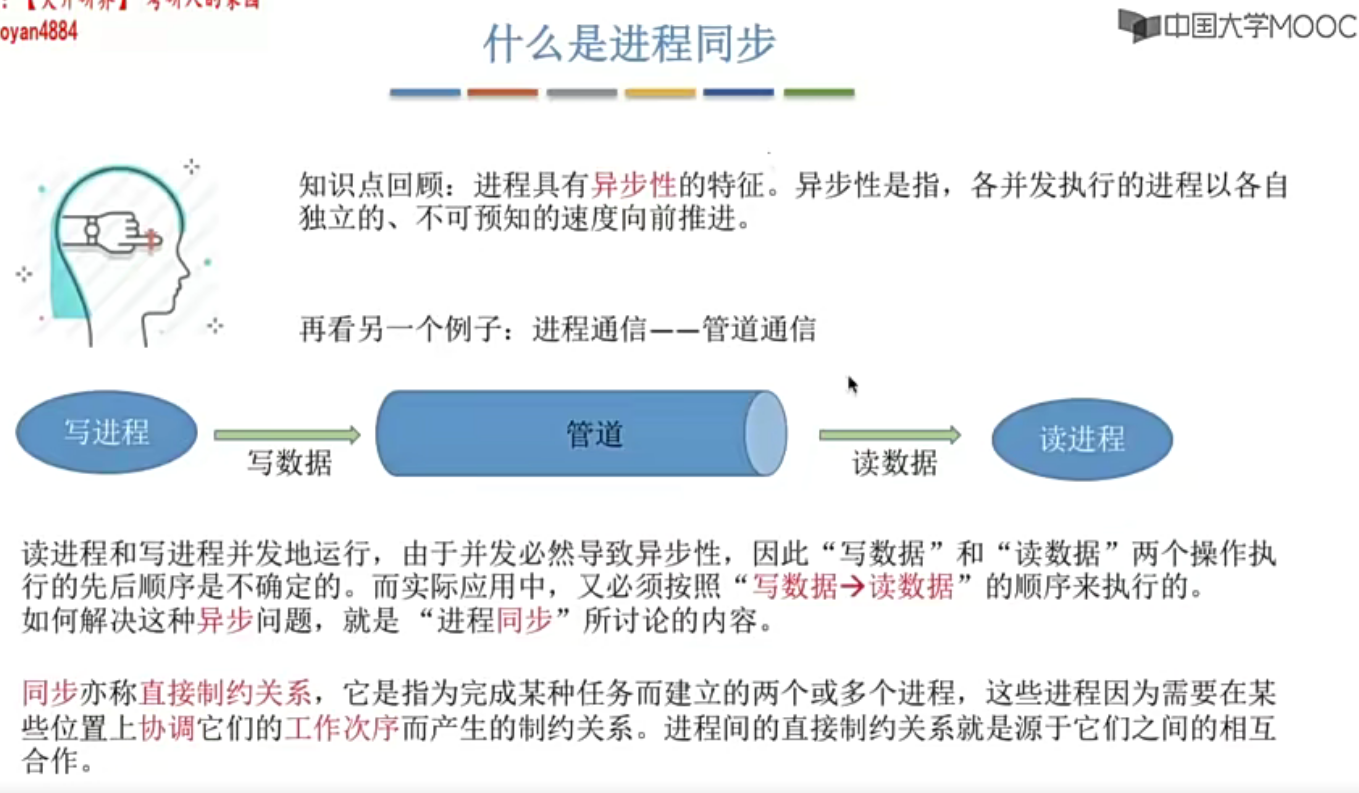 oyan4884
中国大学MOOC
什么是进程同步
知识点回顾：进程具有异步性的特征。异步性是指，各并发执行的进程以各自
独立的、不可预知的速度向前推进。
再看另一个例子：进程通信——管道通信
写进程
写数据
管道
读数据
读进程
读进程和写进程并发地运行，由于并发必然导致异步性，因此“写数据”和“读数据”两个操作执
行的先后顺序是不确定的。而实际应用中，又必须按照“写数据→读数据”的顺序来执行的。
如何解决这种异步问题，就是 “进程同步”所讨论的内容。
同步亦称直接制约关系，它是指为完成某种任务而建立的两个或多个进程，这些进程因为需要在某
些位置上协调它们的工作次序而产生的制约关系。进程间的直接制约关系就是源于它们之间的相互
合作。